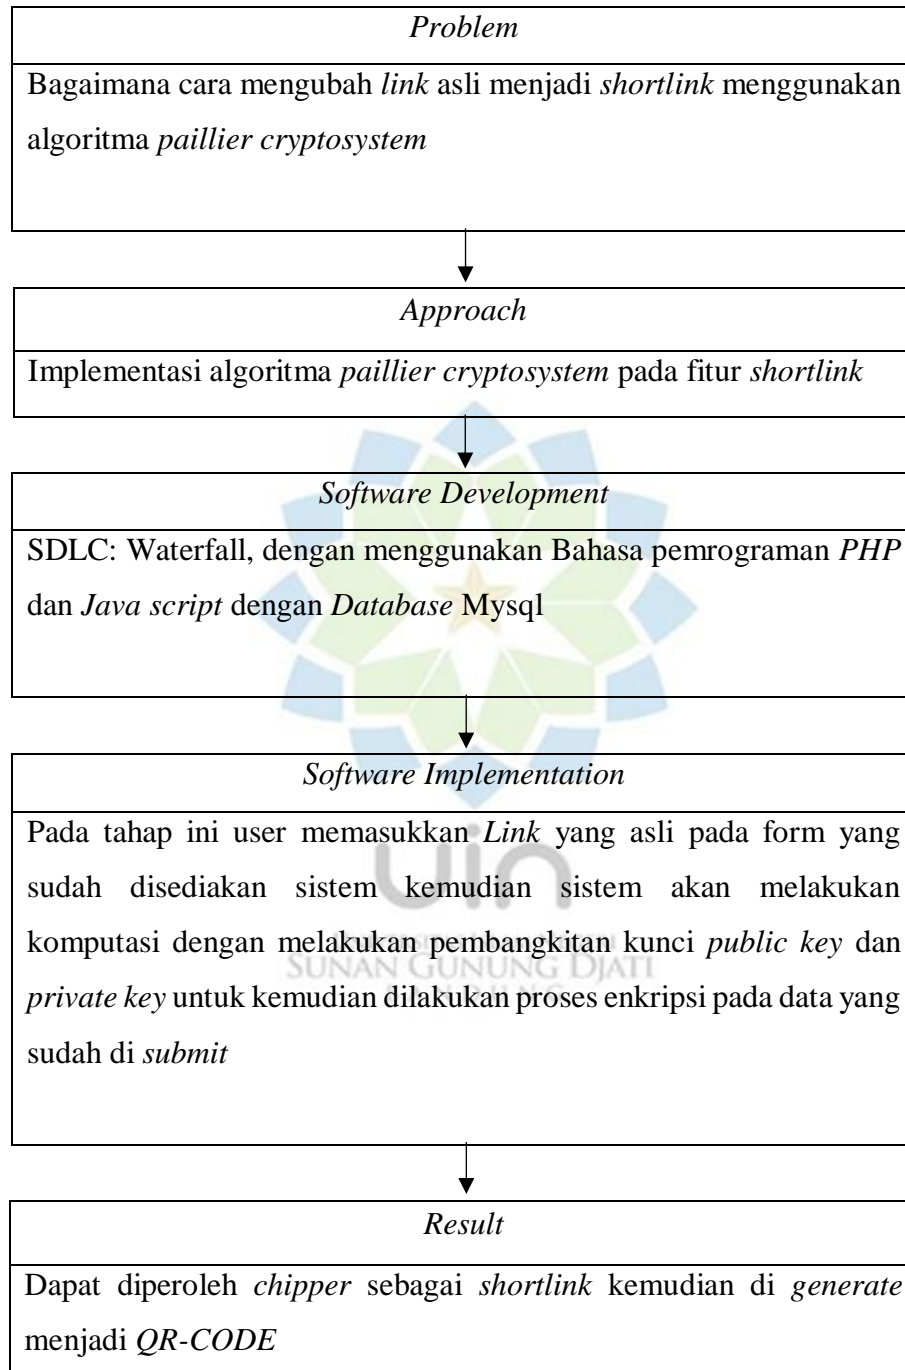 Problem
Bagaimana cara mengubah link asli menjadi shortlink menggunakan
algoritma paillier cryptosystem
Approach
Implementasi algoritma paillier cryptosystem pada fitur shortlink
Software Development
SDLC: Waterfall, dengan menggunakan Bahasa pemrograman PHP
dan Java script dengan Database Mysql
Software Implementation
Pada tahap ini user memasukkan Link yang asli pada form yang
sudah disediakan sistem kemudian sistem akan melakukan
komputasi dengan melakukan pembangkitan kunci public key dan
private key untuk kemudian dilakukan proses enkripsi pada data yang
sudah di submit
uin
SUNAN GUNUNG DJATI
Result
Dapat diperoleh chipper sebagai shortlink kemudian di generate
menjadi QR-CODE